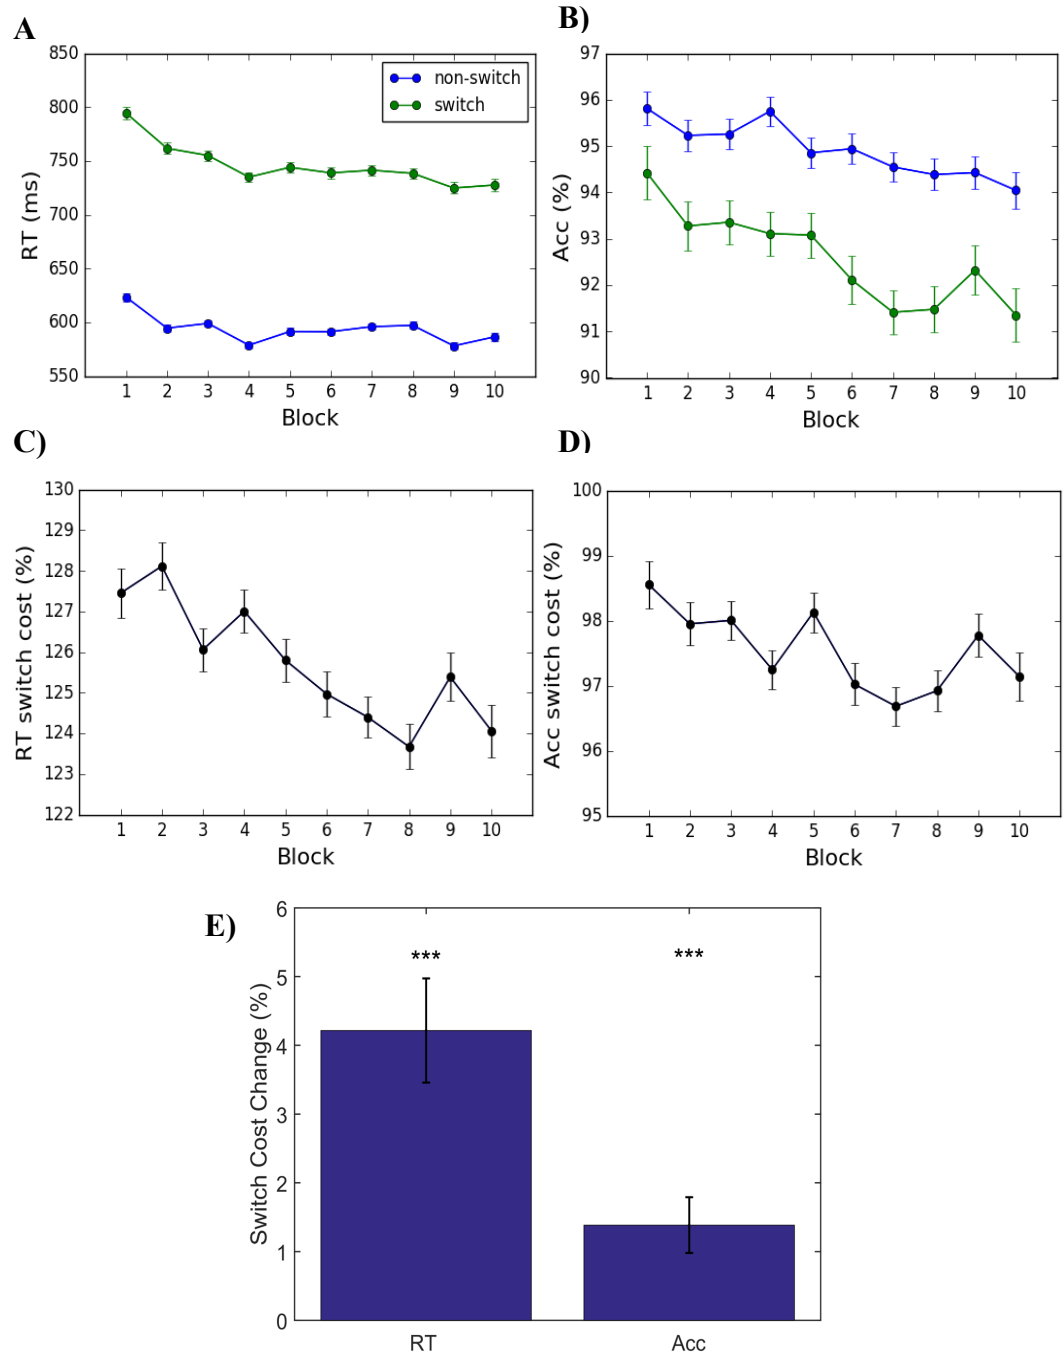 A
850
800
750
700
650
600
550
RT (ms)
non-switch
switch
1 2 3 4 5 6 7 8 9 10
Block
B)
97
96
95
94
93
92
91
90
Acc (%)
1 2 3 4 5 6 7 8 9 10
Block
C)
130
129
128
127
126
125
124
123
122
RT switch cost (%)
1 2 3 4 5 6 7 8 9 10
Block
D)
100
99
98
97
96
95
Acc switch cost (%)
1 2 3 4 5 6 7 8 9 10
Block
E)
6
5
4
3
2
1
0
Switch Cost Change (%)
*** ***
RT Acc